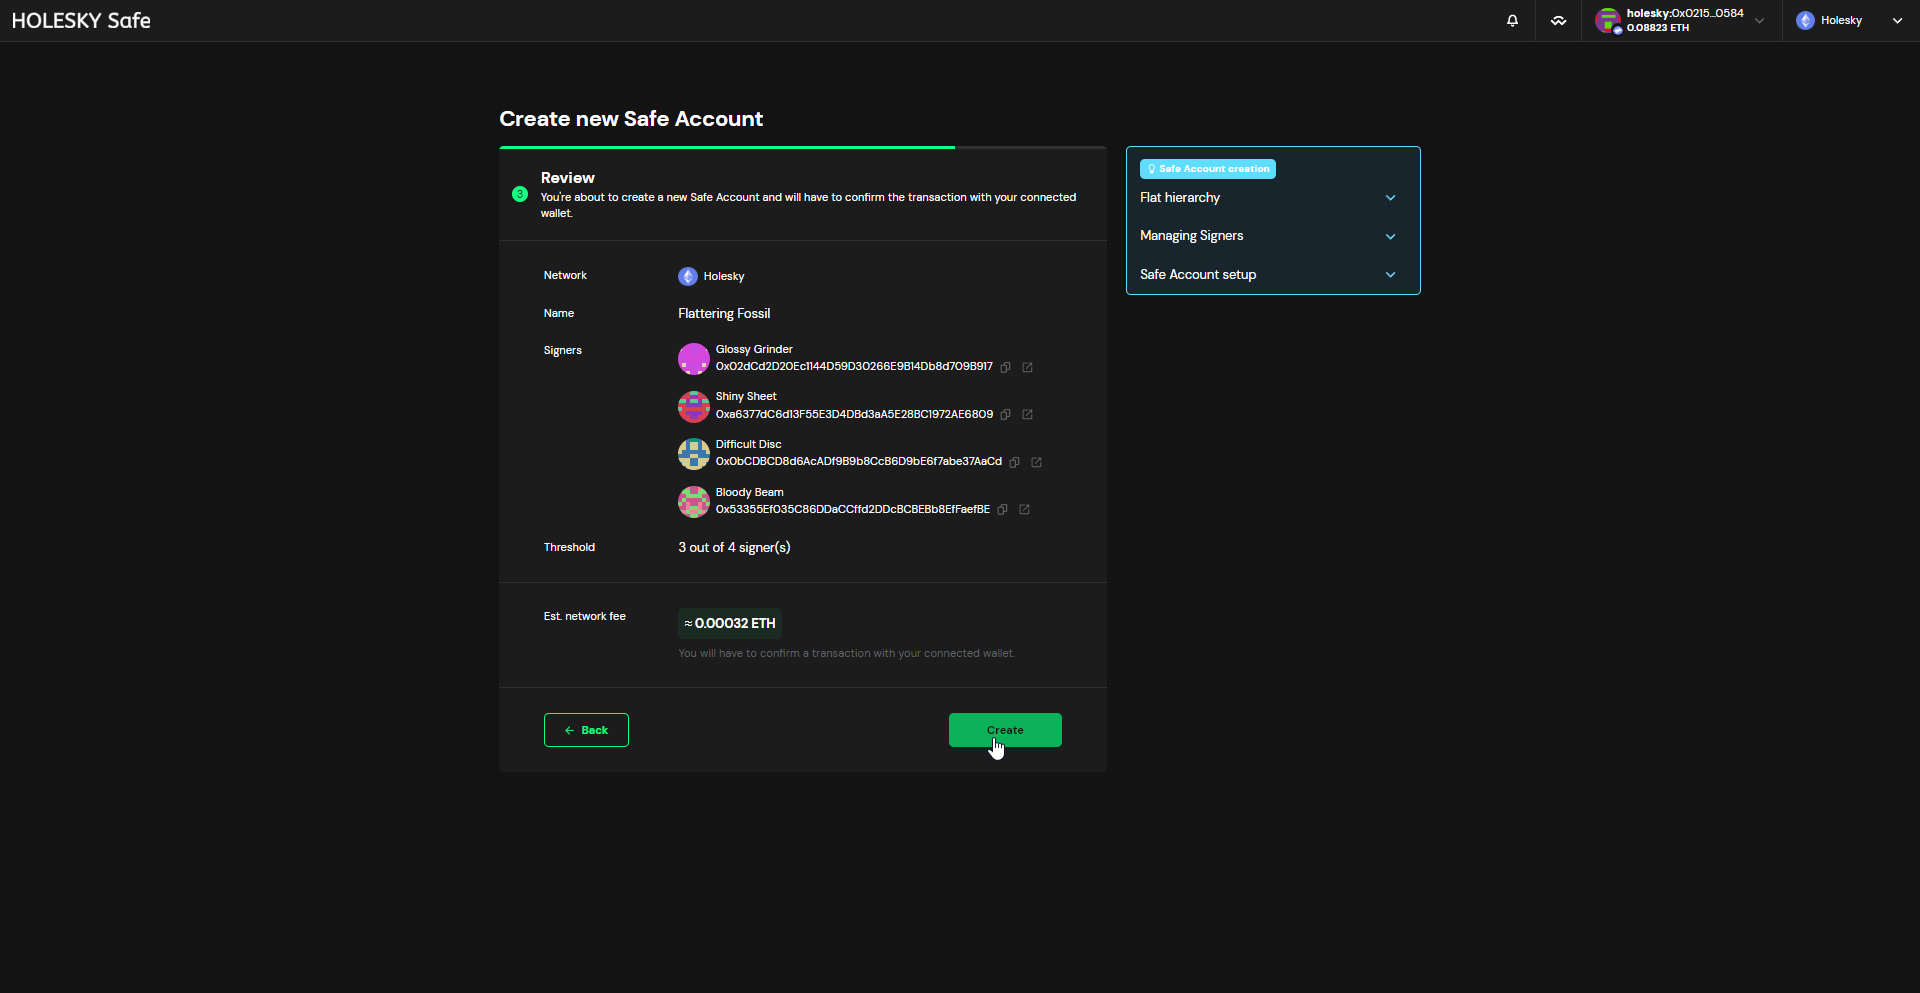 HOLESKY Safe
holesky:0x0215...0584
0.08823 ETH
Holesky
Create new Safe Account
3
Review
You're about to create a new Safe Account and will have to confirm the transaction with your connected
wallet.
Safe Account creation
Flat hierarchy
Managing Signers
Safe Account setup
Network
Holesky
Name
Flattering Fossil
Signers
Glossy Grinder
0x02dCd2D20Ec1144D59D30266E9B14Db8d709B917
Shiny Sheet
0xa6377dC6d13F55E3D4DBd3aA5E28BC1972AE6809
Difficult Disc
0x0bCDBCD8d6AcADf9B9b8CcB6D9bE6f7abe37AaCd
Bloody Beam
0x53355Ef035C86DDaCCffd2DDcBCBEBb8EfFaefBE
Threshold
3 out of 4 signer(s)
Est. network fee
≈ 0.00032 ETH
You will have to confirm a transaction with your connected wallet.
Back
Create